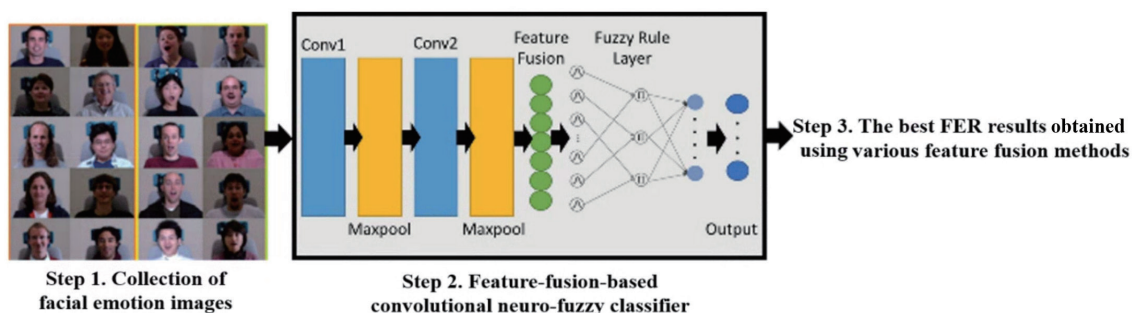 Conv1
Conv2
Feature
Fusion
Fuzzy Rule
Layer
Maxpool
Maxpool
Output
Step 1. Collection of
facial emotion images
Step 2. Feature-fusion-based
convolutional neuro-fuzzy classifier
Step 3. The best FER results obtained
using various feature fusion methods